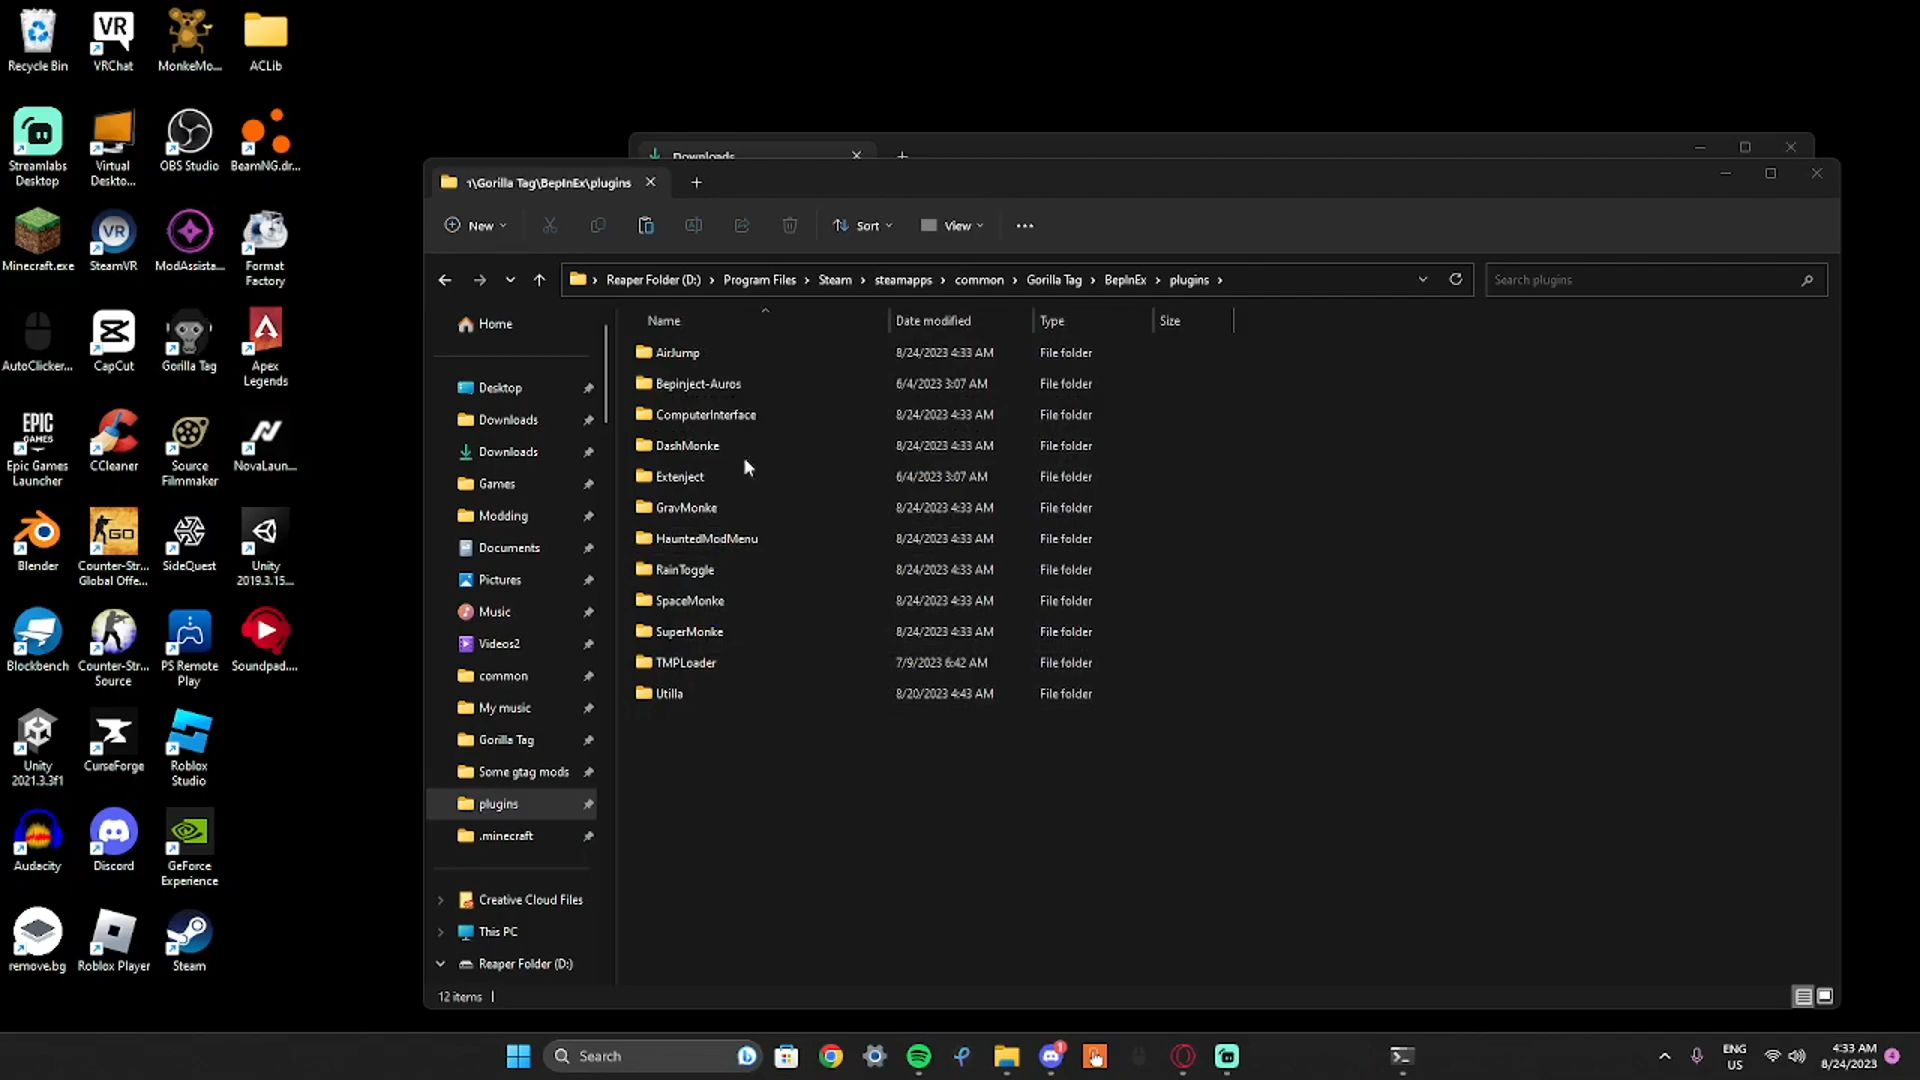 Recycle Bin
VRChat
MonkeMo...
ACLib
Streamlabs
Desktop
Virtual
Deskto...
OBS Studio
BeamNG.dr...
Minecraft.exe
SteamVR
ModAssista...
Format
Factory
AutoClicker...
CapCut
Gorilla Tag
Apex
Legends
Epic Games
Launcher
CCleaner
Source
Filmmaker
NovaLaun...
Blender
Counter-Str...
Global Offe...
SideQuest
Unity
2019.3.15...
Blockbench
Counter-Str...
Source
PS Remote
Play
Soundpad....
Unity
2021.3.3f1
CurseForge
Roblox
Studio
Audacity
Discord
GeForce
Experience
remove.bg
Roblox Player
Steam
VR
VR
EPIC
GAMES
GO
Downloads
\Gorilla Tag\BepInEx\plugins
New
Sort
View
Reaper Folder (D:) > Program Files > Steam > steamapps > common > Gorilla Tag > BepInEx > plugins >
Search plugins
Home
Desktop
Downloads
Downloads
Games
Modding
Documents
Pictures
Music
Videos2
common
My music
Gorilla Tag
Some gtag mods
plugins
.minecraft
Creative Cloud Files
This PC
Reaper Folder (D:)
Name Date modified Type Size
AirJump 8/24/2023 4:33 AM File folder
Bepinject-Auros 6/4/2023 3:07 AM File folder
ComputerInterface 8/24/2023 4:33 AM File folder
DashMonke 8/24/2023 4:33 AM File folder
Extenject 6/4/2023 3:07 AM File folder
GravMonke 8/24/2023 4:33 AM File folder
HauntedModMenu 8/24/2023 4:33 AM File folder
RainToggle 8/24/2023 4:33 AM File folder
SpaceMonke 8/24/2023 4:33 AM File folder
SuperMonke 8/24/2023 4:33 AM File folder
TMPLoader 7/9/2023 6:42 AM File folder
Utilla 8/20/2023 4:43 AM File folder
12 items
Search
1
ENG
US
4:33 AM
8/24/2023
4